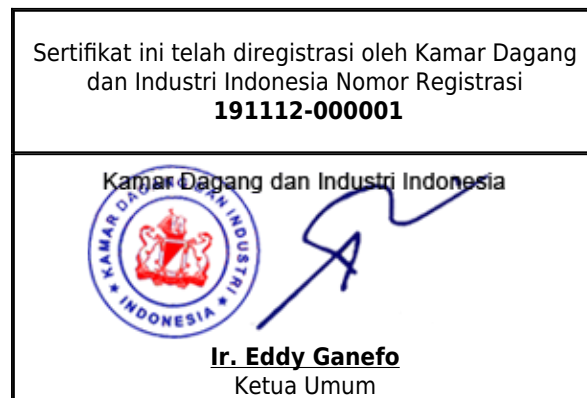 Sertifikat ini telah diregistrasi oleh Kamar Dagang
dan Industri Indonesia Nomor Registrasi
191112-000001
Kamar Dagang dan Industri Indonesia
KAMAR DAGANG DAN INDUSTRI
INDONESIA
Ir. Eddy Ganefo
Ketua Umum